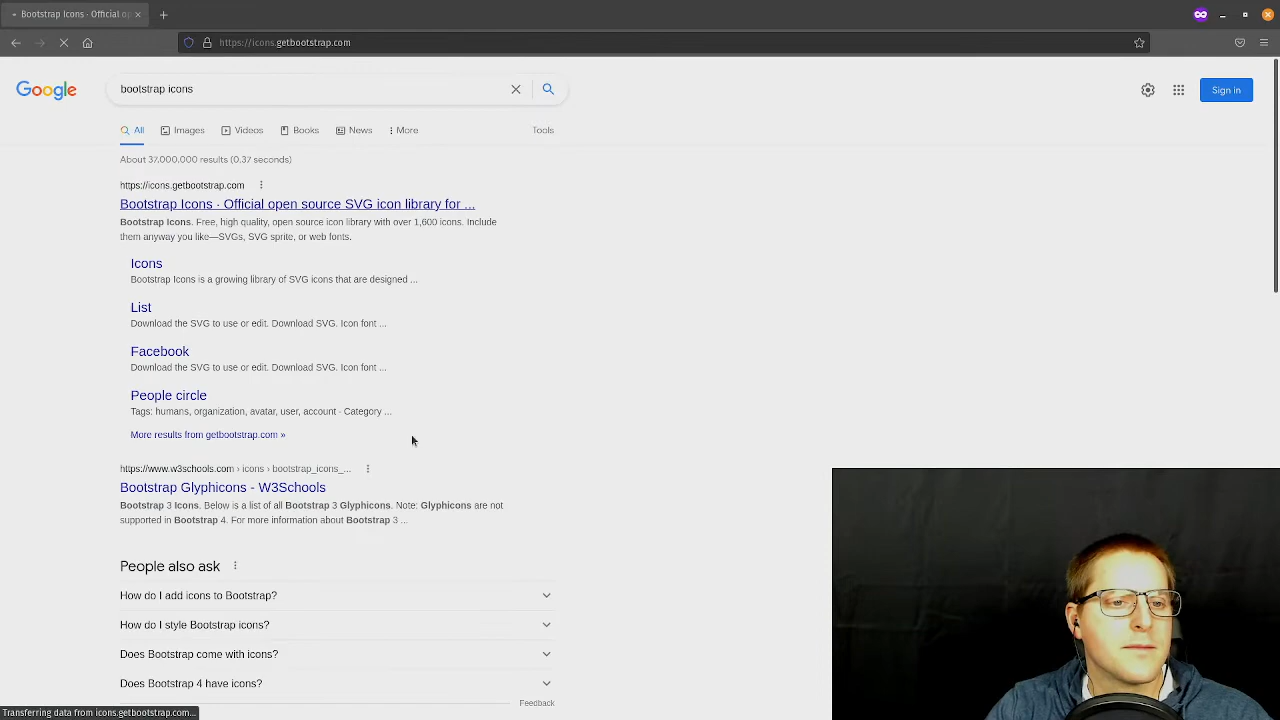 Bootstrap Icons · Official op
https://icons.getbootstrap.com
Google
bootstrap icons
Sign in
All
Images
Videos
Books
News
More
Tools
About 37,000,000 results (0.37 seconds)
https://icons.getbootstrap.com
Bootstrap Icons · Official open source SVG icon library for ...
Bootstrap Icons. Free, high quality, open source icon library with over 1,600 icons. Include
them anyway you like—SVGs, SVG sprite, or web fonts.
Icons
Bootstrap Icons is a growing library of SVG icons that are designed ...
List
Download the SVG to use or edit. Download SVG. Icon font ...
Facebook
Download the SVG to use or edit. Download SVG. Icon font ...
People circle
Tags: humans, organization, avatar, user, account · Category ...
More results from getbootstrap.com »
https://www.w3schools.com › icons › bootstrap_icons_...
Bootstrap Glyphicons - W3Schools
Bootstrap 3 Icons. Below is a list of all Bootstrap 3 Glyphicons. Note: Glyphicons are not
supported in Bootstrap 4. For more information about Bootstrap 3 ...
People also ask
How do I add icons to Bootstrap?
How do I style Bootstrap icons?
Does Bootstrap come with icons?
Does Bootstrap 4 have icons?
Feedback
Transferring data from icons.getbootstrap.com...